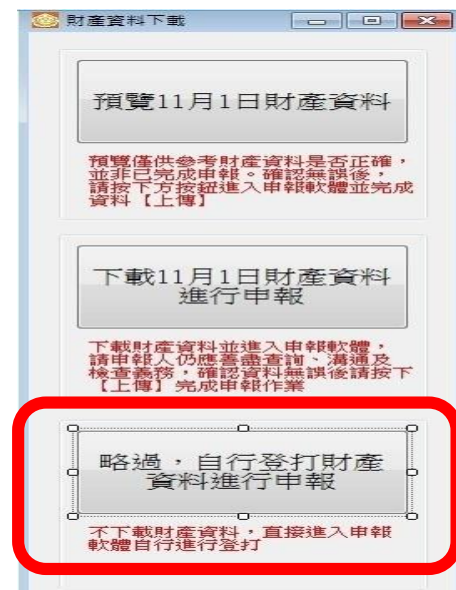 財產資料下載
預覽11月1日財產資料
預覽僅供參考財產資料是否正確，
並非已完成申報。確認無誤後，
請按下方按鈕進入申報軟體並完成
資料【上傳】
下載11月1日財產資料
進行申報
下載財產資料並進入申報軟體，
請申報人仍應善盡查詢、溝通及
檢查義務，確認資料無誤後請按下
【上傳】完成申報作業
略過，自行登打財產
資料進行申報
不下載財產資料，直接進入申報
軟體自行進行登打